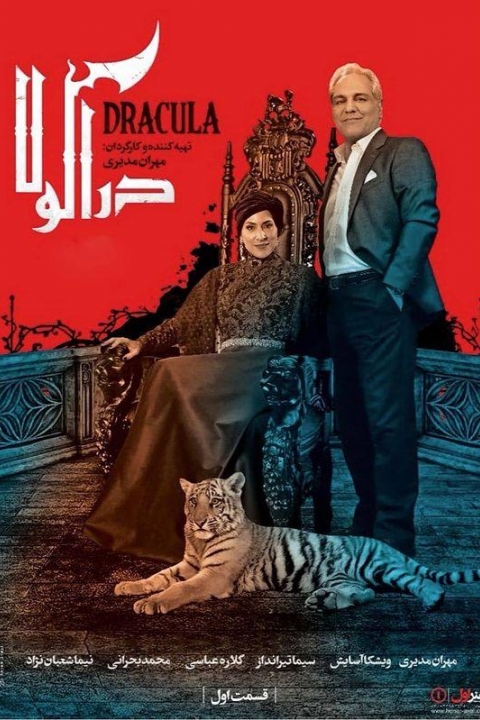 دراکولا
DRACULA
تهیه‌کننده و کارگردان:
مهران مدیری
مهران مدیری ویشکا آسایش سیما تیرانداز گلاره عباسی محمد بحرانی نیما شعبان نژاد
قسمت اول